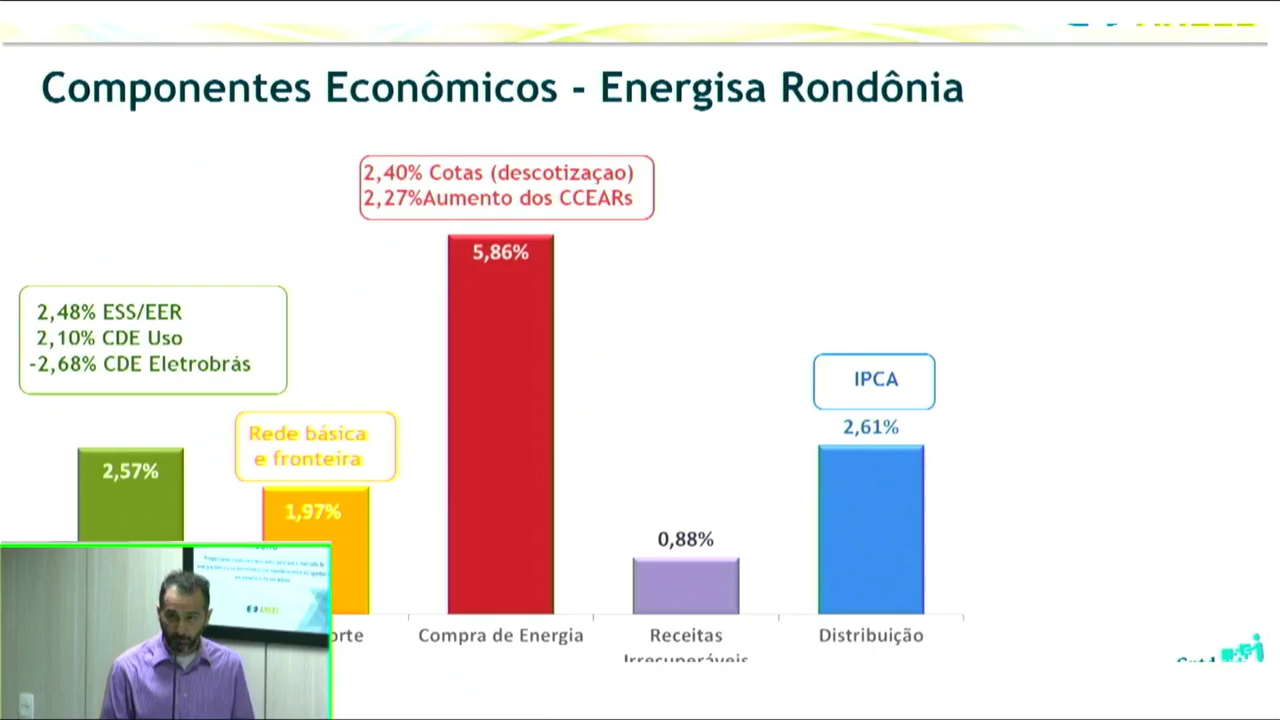 Componentes Econômicos - Energisa Rondônia
2,40% Cotas (descotizaçao)
2,27%Aumento dos CCEARs
5,86%
2,48% ESS/EER
2,10% CDE Uso
-2,68% CDE Eletrobrás
IPCA
Rede básica
e fronteira
2,61%
2,57%
1,97%
0,88%
orte
Compra de Energia
Receitas
Irrecuperáveis
Distribuição
ANEEL